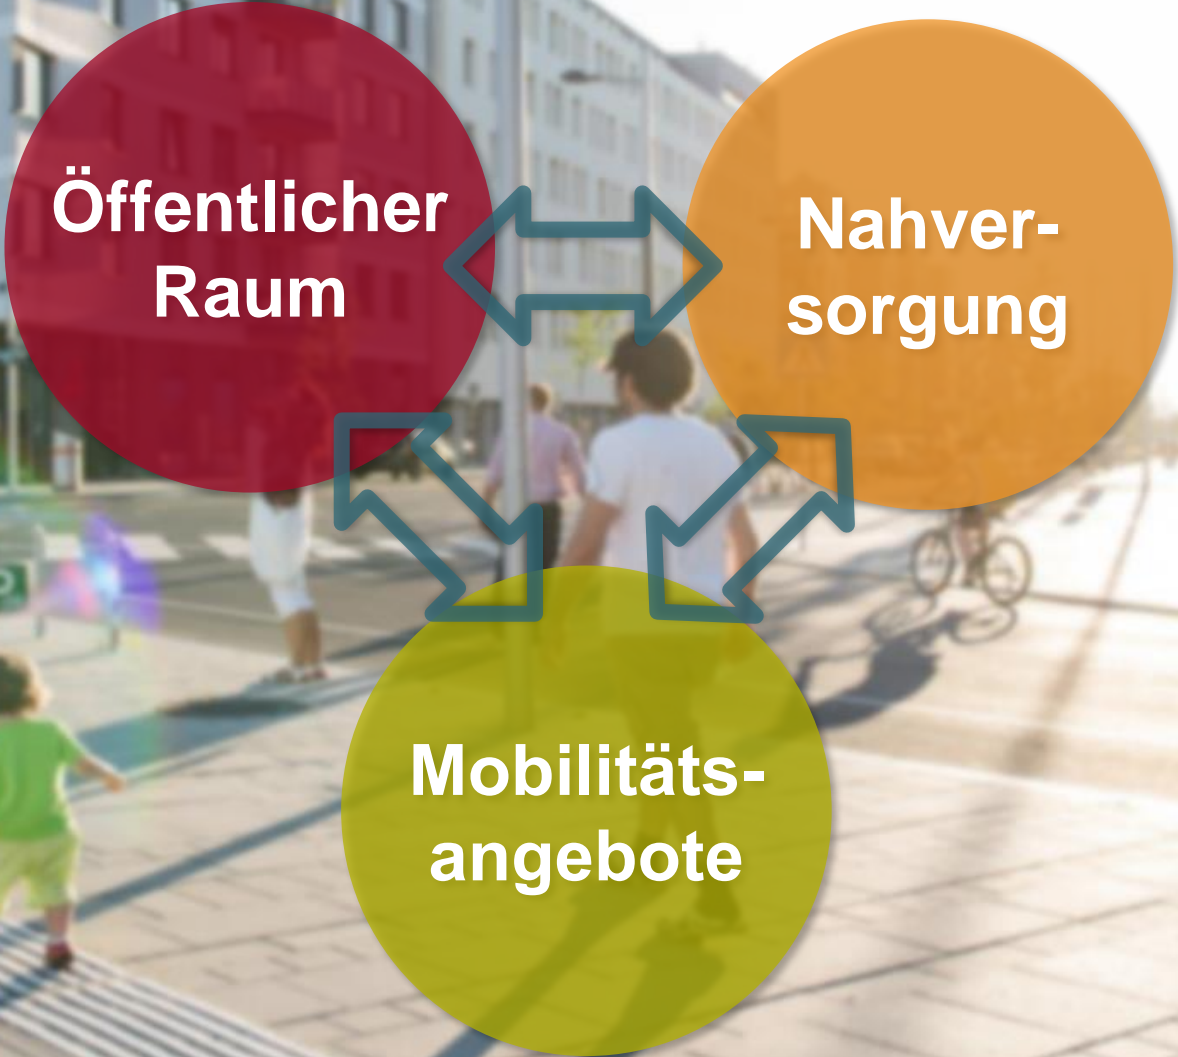 Öffentlicher
Raum
Nahver-
sorgung
Mobilitäts-
angebote